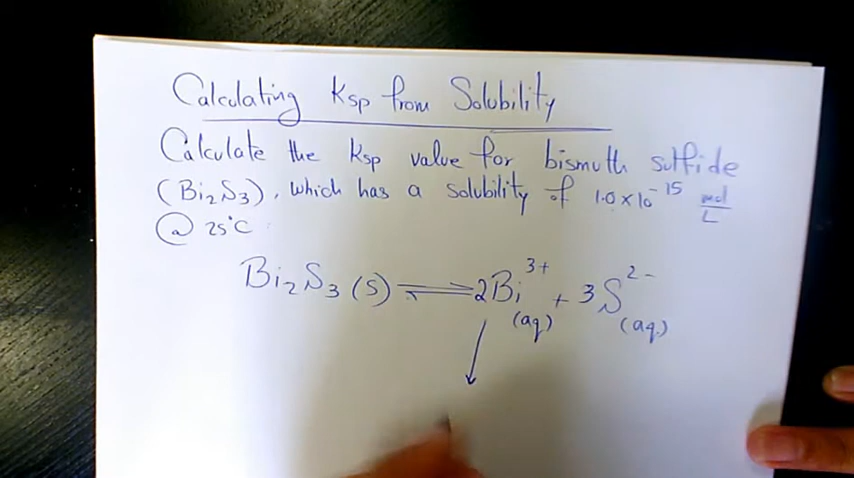 Calculating Ksp from Solubility
Calculate the Ksp value for bismuth sulfide
(Bi₂S₃), which has a solubility of 1.0×10⁻¹⁵ mol/L
@ 25°C
Bi₂S₃(s) ⇌ 2Bi³⁺(aq) + 3S²⁻(aq)